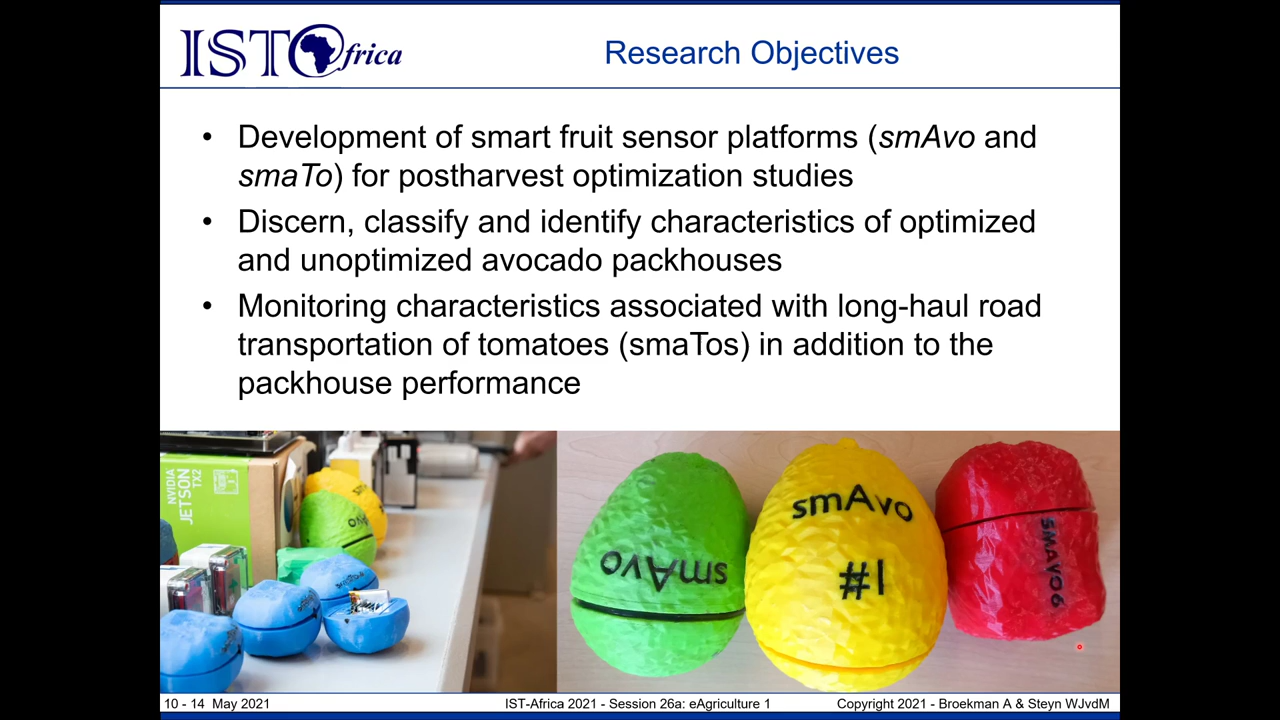 IST Africa
Research Objectives
• Development of smart fruit sensor platforms (smAvo and
smaTo) for postharvest optimization studies
• Discern, classify and identify characteristics of optimized
and unoptimized avocado packhouses
• Monitoring characteristics associated with long-haul road
transportation of tomatoes (smaTos) in addition to the
packhouse performance
NVIDIA
JETSON
TX2
smAvo
smAvo
#1
SMAVO6
10 - 14 May 2021
IST-Africa 2021 - Session 26a: eAgriculture 1
Copyright 2021 - Broekman A & Steyn WJvdM